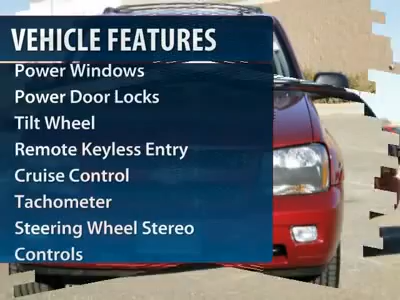 VEHICLE FEATURES
Power Windows
Power Door Locks
Tilt Wheel
Remote Keyless Entry
Cruise Control
Tachometer
Steering Wheel Stereo
Controls